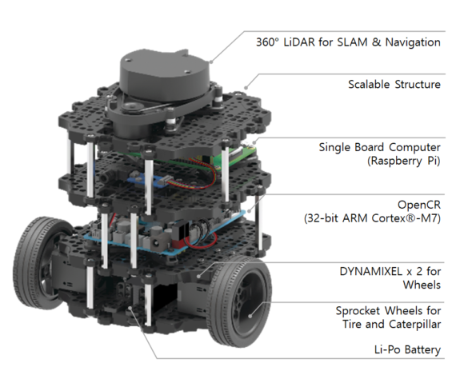 360° LiDAR for SLAM & Navigation
Scalable Structure
Single Board Computer
(Raspberry Pi)
OpenCR
(32-bit ARM Cortex®-M7)
DYNAMIXEL x 2 for
Wheels
Sprocket Wheels for
Tire and Caterpillar
Li-Po Battery